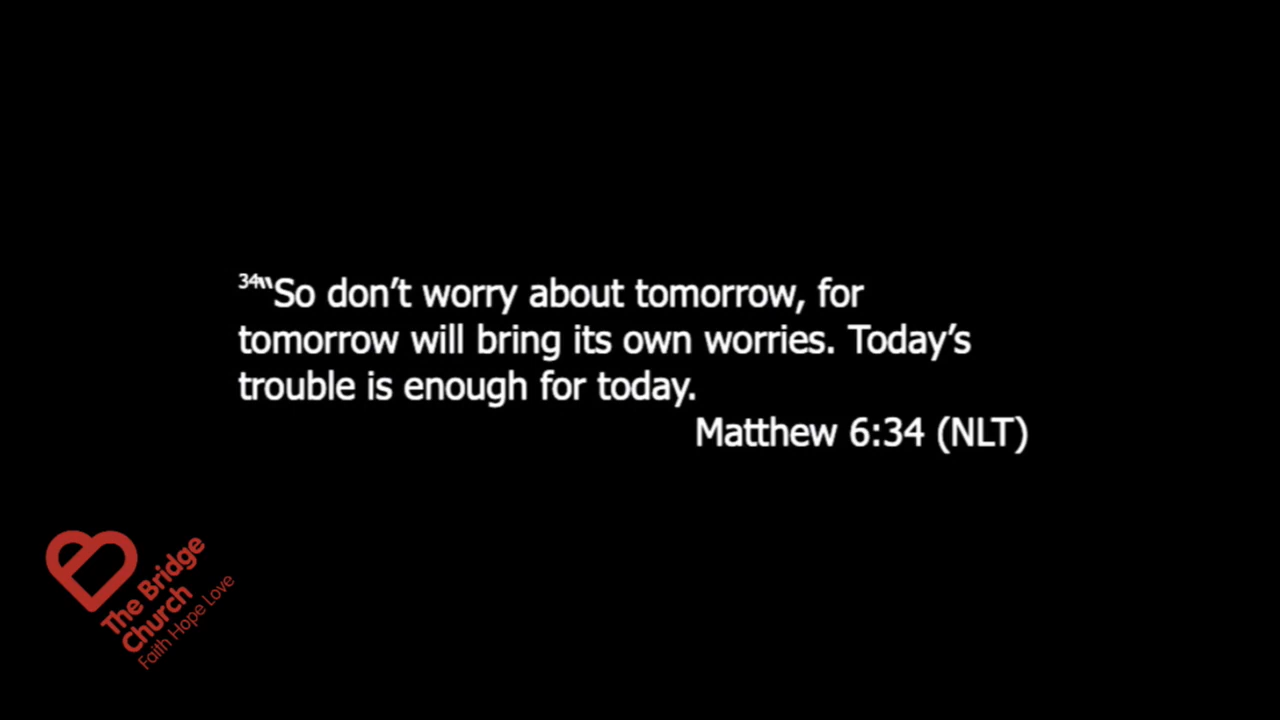 ³⁴“So don’t worry about tomorrow, for
tomorrow will bring its own worries. Today’s
trouble is enough for today.
Matthew 6:34 (NLT)
The Bridge
Church
Faith Hope Love